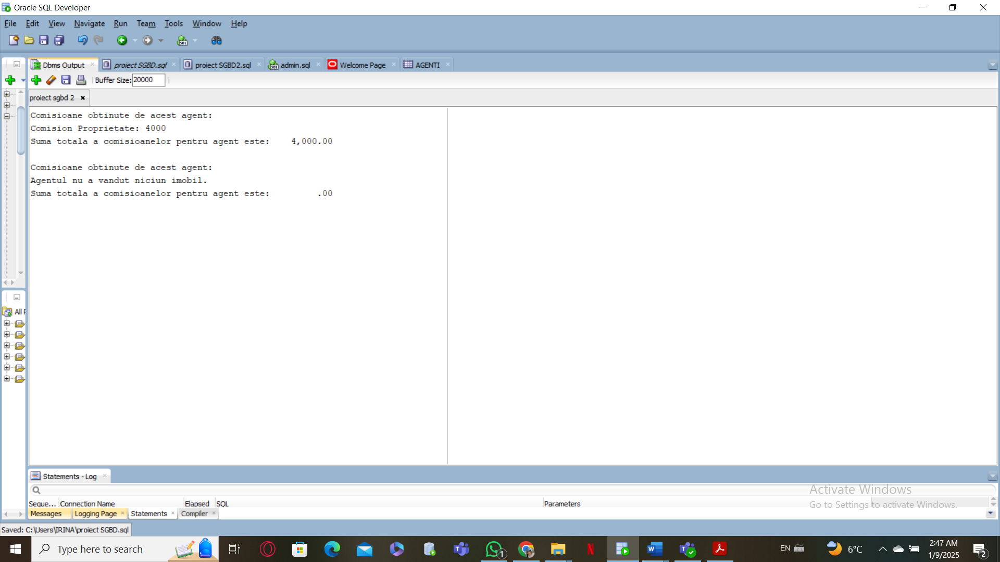 Oracle SQL Developer
File Edit View Navigate Run Team Tools Window Help
Dbms Output proiect SGBD.sql proiect SGBD2.sql admin.sql Welcome Page AGENTI
Buffer Size: 20000
proiect sgbd 2
Comisioane obtinute de acest agent:
Comision Proprietate: 4000
Suma totala a comisioanelor pentru agent este: 4,000.00
Comisioane obtinute de acest agent:
Agentul nu a vandut niciun imobil.
Suma totala a comisioanelor pentru agent este: .00
All
Statements - Log
Seque... Connection Name Elapsed SQL Parameters
Messages Logging Page Statements Compiler
Activate Windows
Go to Settings to activate Windows.
Saved: C:\Users\IRINA\proiect SGBD.sql
Type here to search
1
EN
6°C
2:47 AM
1/9/2025
2